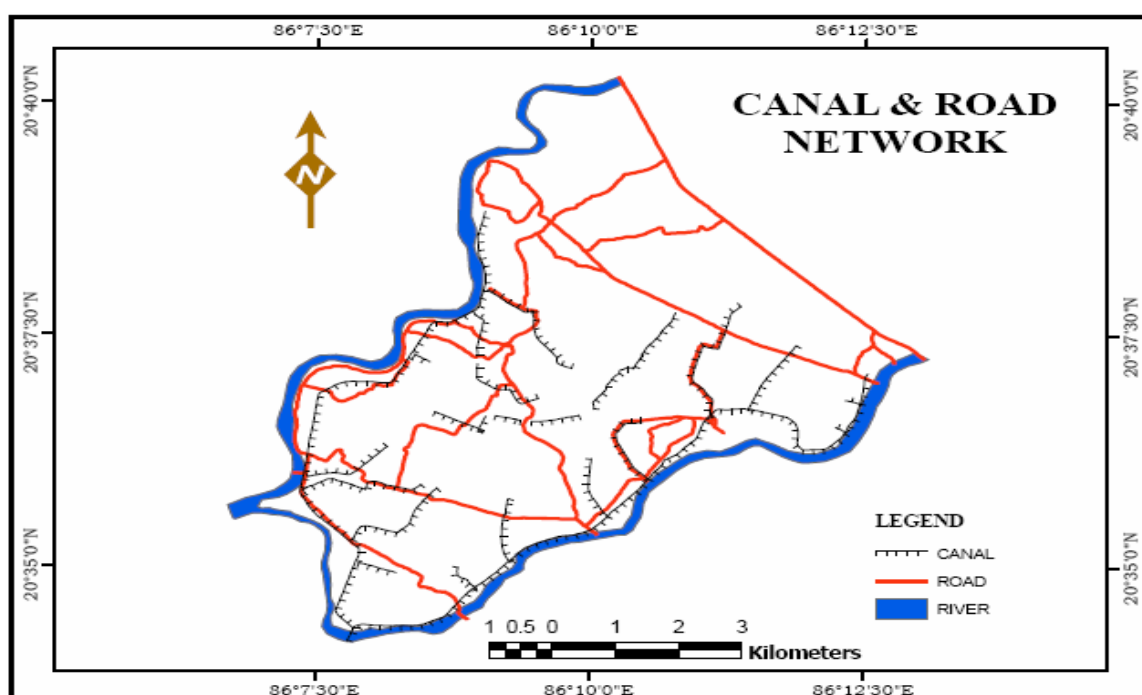 86°7'30"E 86°10'0"E 86°12'30"E
20°40'0"N 20°40'0"N
CANAL & ROAD
NETWORK
N
20°37'30"N 20°37'30"N
LEGEND
CANAL
ROAD
RIVER
20°35'0"N 20°35'0"N
1 0.5 0 1 2 3
Kilometers
86°7'30"E 86°10'0"E 86°12'30"E